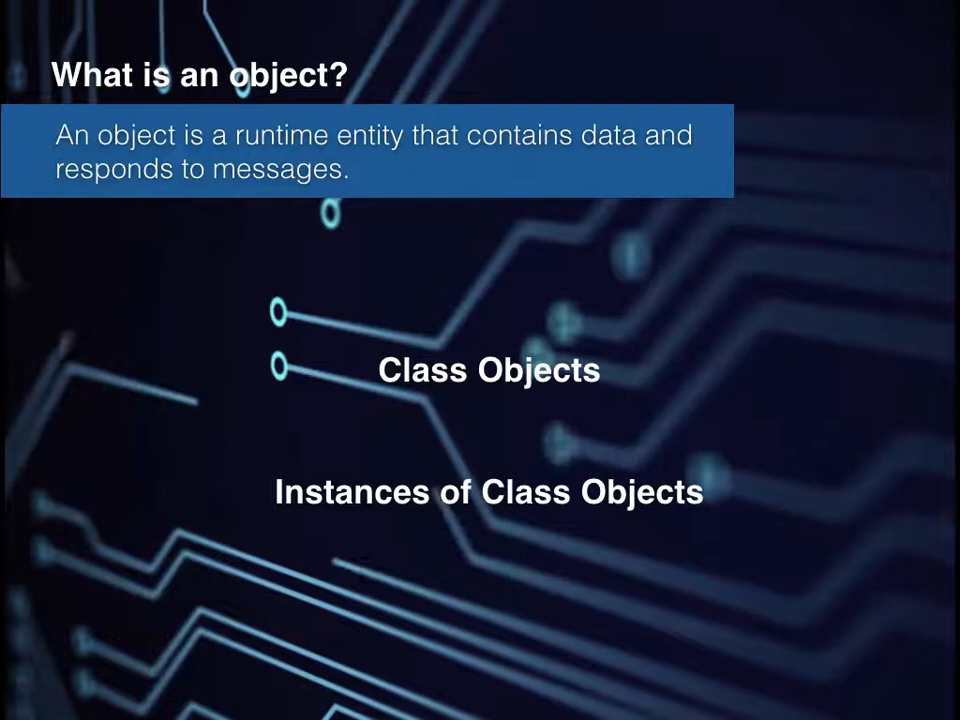 What is an object?
An object is a runtime entity that contains data and
responds to messages.
Class Objects
Instances of Class Objects